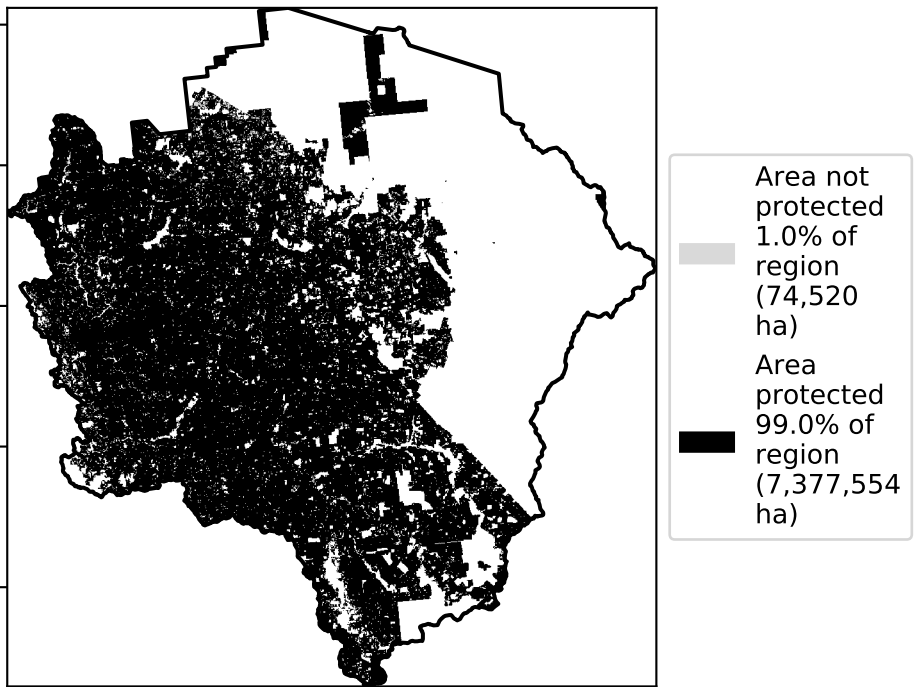 Area not
protected
1.0% of
region
(74,520
ha)
Area
protected
99.0% of
region
(7,377,554
ha)